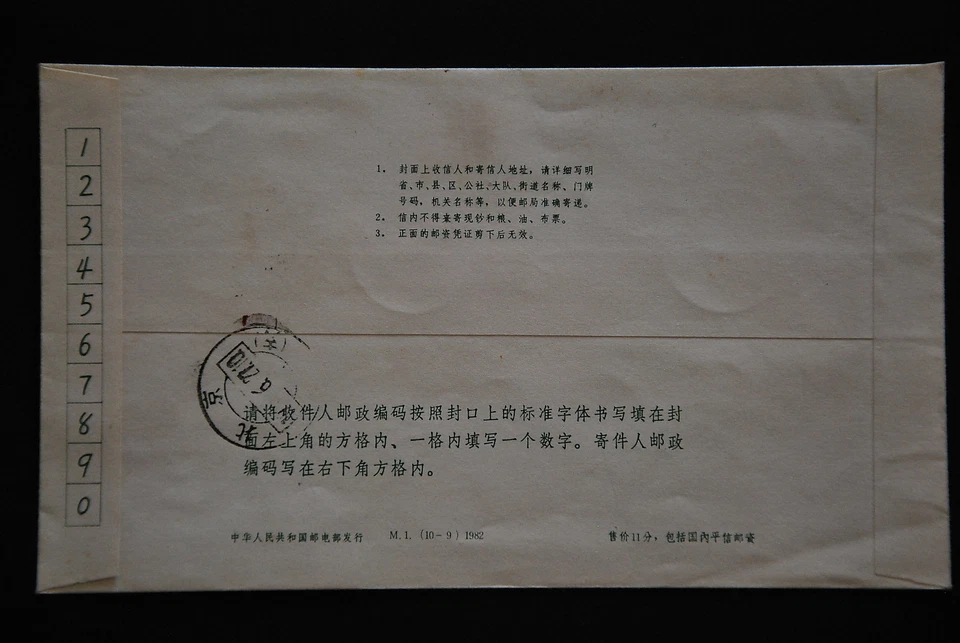 1
2
3
4
5
6
7
8
9
0
1. 封面上收信人和寄信人地址，请详细写明
省、市、县、区、公社、大队、街道名称、门牌
号码，机关名称等，以便邮局准确寄递。
2. 信内不得来寄现钞和粮、油、布票。
3. 正面的邮资凭证剪下后无效。
北京
请将收件人邮政编码按照封口上的标准字体书写填在封
面左上角的方格内、一格内填写一个数字。寄件人邮政
编码写在右下角方格内。
中华人民共和国邮电部发行 M.1. (10-9) 1982 售价11分，包括国内平信邮资